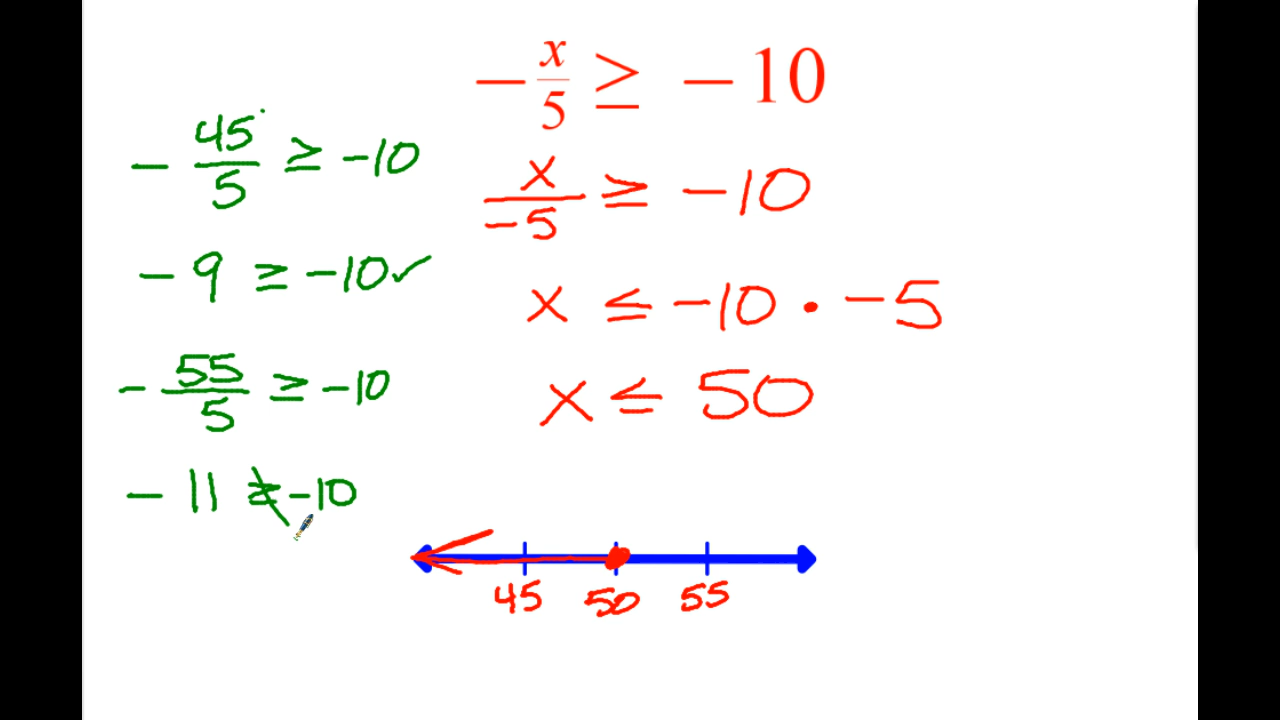 - x/5 ≥ -10
x/-5 ≥ -10
x ≤ -10 • -5
x ≤ 50
- 45/5 ≥ -10
- 9 ≥ -10 ✓
- 55/5 ≥ -10
- 11 ≱ -10
45 50 55